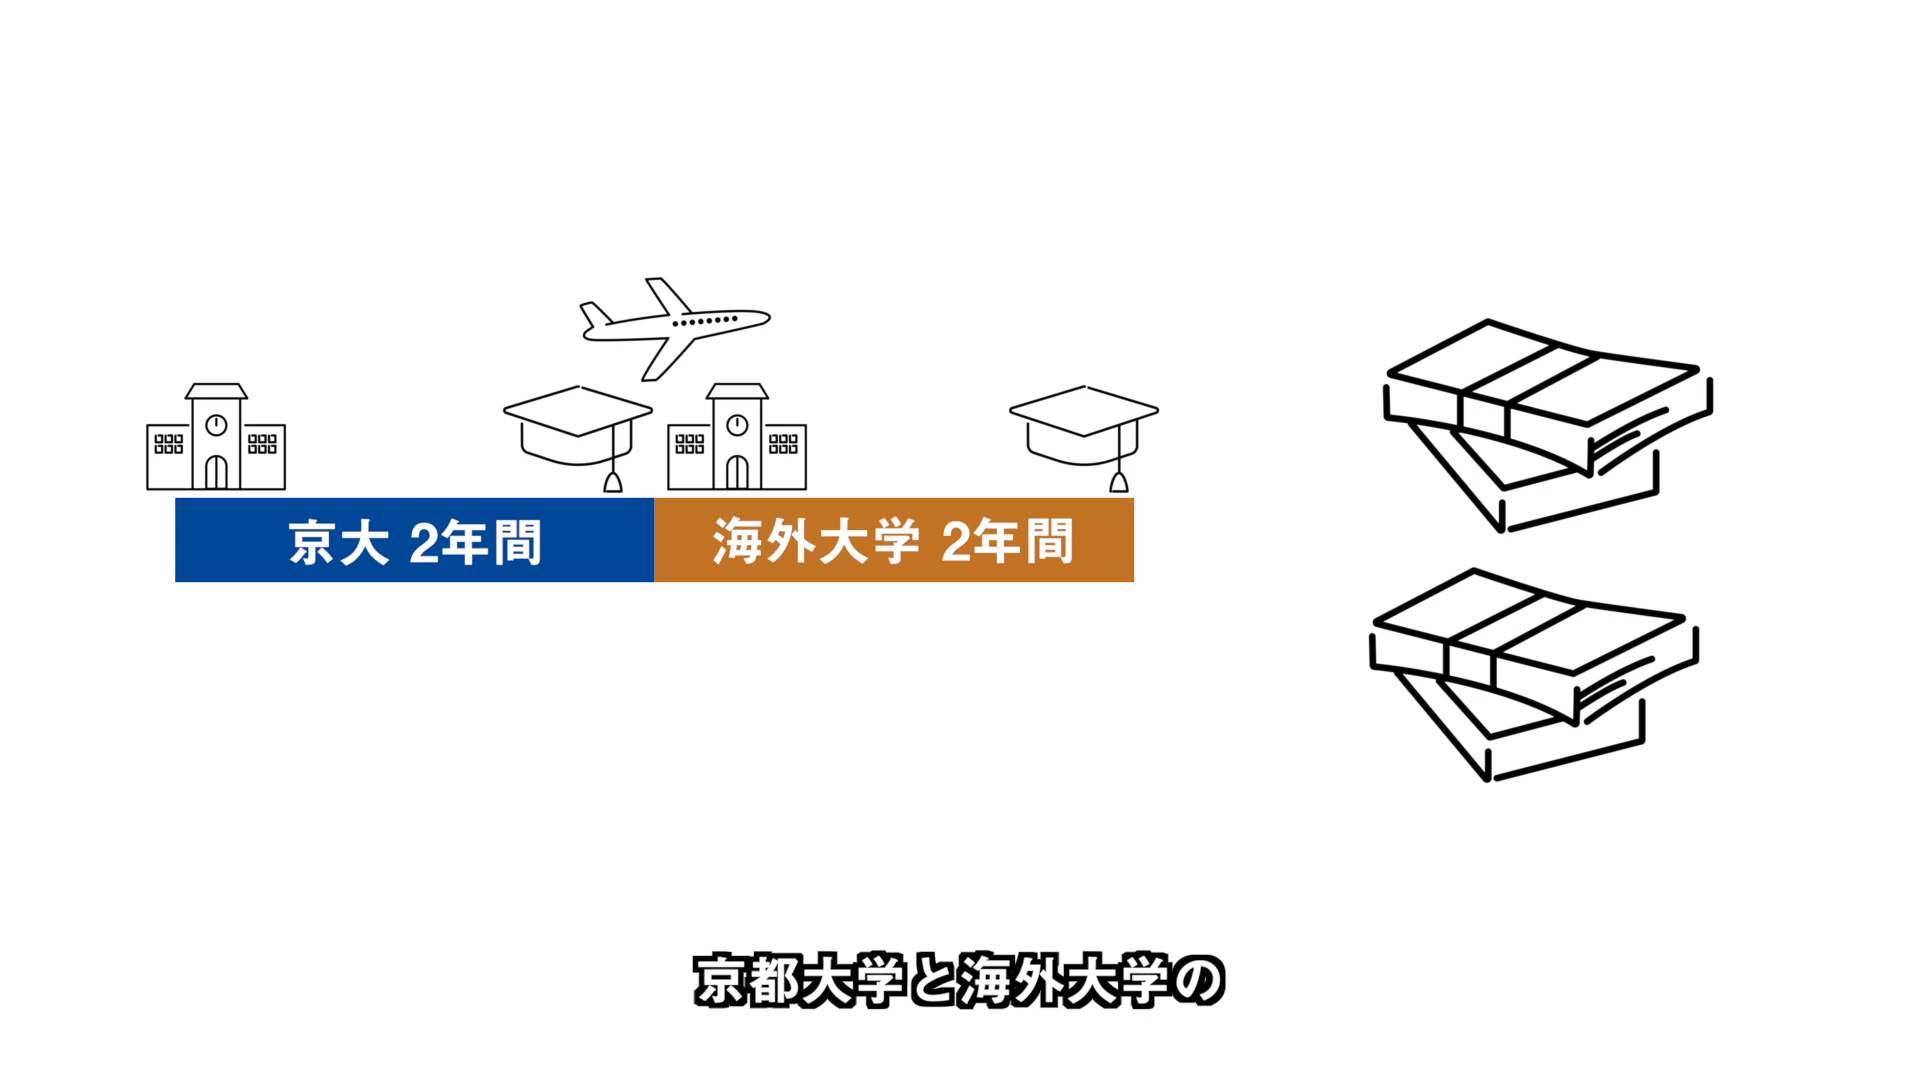 京大 2年間
海外大学 2年間
京都大学と海外大学の